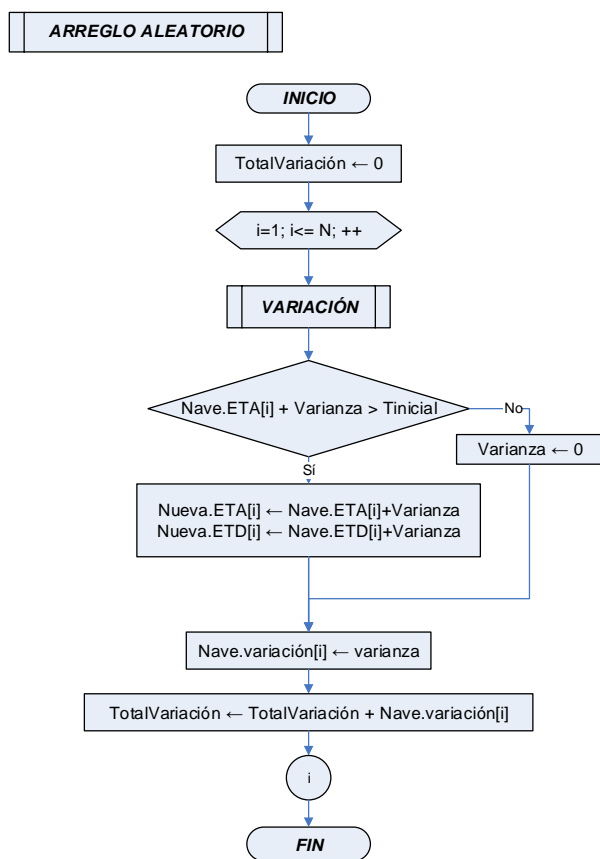 ARREGLO ALEATORIO
INICIO
TotalVariación ← 0
i=1; i<= N; ++
VARIACIÓN
Nave.ETA[i] + Varianza > Tinicial
No
Varianza ← 0
Sí
Nueva.ETA[i] ← Nave.ETA[i]+Varianza
Nueva.ETD[i] ← Nave.ETD[i]+Varianza
Nave.variación[i] ← varianza
TotalVariación ← TotalVariación + Nave.variación[i]
i
FIN